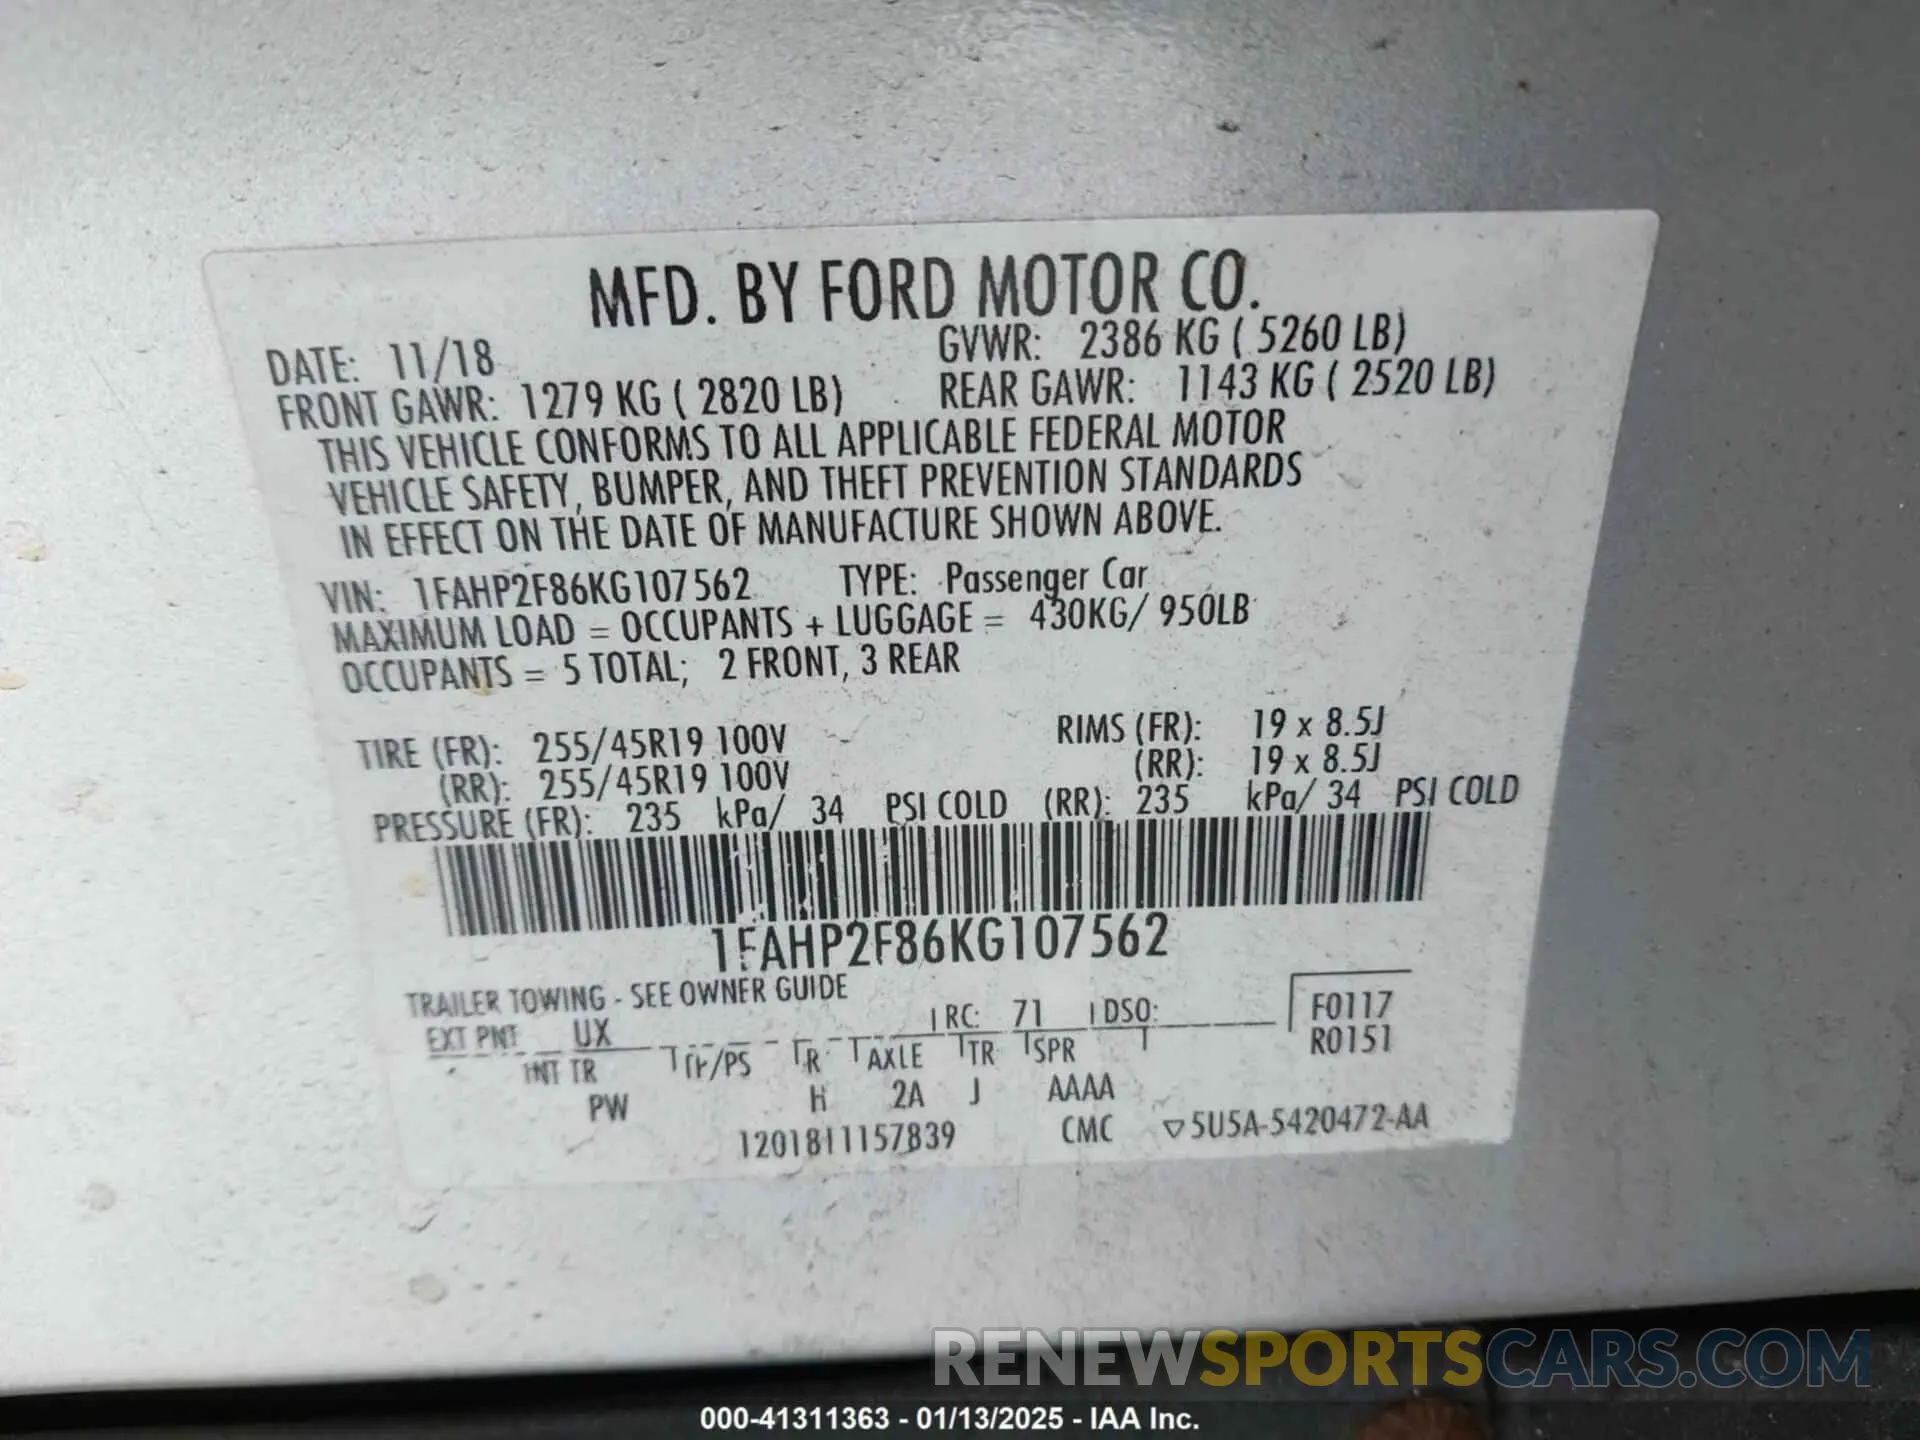 MFD. BY FORD MOTOR CO.
DATE: 11/18 GVWR: 2386 KG ( 5260 LB)
FRONT GAWR: 1279 KG ( 2820 LB) REAR GAWR: 1143 KG ( 2520 LB)
THIS VEHICLE CONFORMS TO ALL APPLICABLE FEDERAL MOTOR
VEHICLE SAFETY, BUMPER, AND THEFT PREVENTION STANDARDS
IN EFFECT ON THE DATE OF MANUFACTURE SHOWN ABOVE.
VIN: 1FAHP2F86KG107562 TYPE: Passenger Car
MAXIMUM LOAD = OCCUPANTS + LUGGAGE = 430KG/ 950LB
OCCUPANTS = 5 TOTAL; 2 FRONT, 3 REAR
TIRE (FR): 255/45R19 100V RIMS (FR): 19 x 8.5J
(RR): 255/45R19 100V (RR): 19 x 8.5J
PRESSURE (FR): 235 kPa/ 34 PSI COLD (RR): 235 kPa/ 34 PSI COLD
1FAHP2F86KG107562
TRAILER TOWING - SEE OWNER GUIDE
EXT PNT UX RC: 71 DSO: F0117
R0151
INT TR TP/PS R AXLE TR SPR
PW H 2A J AAAA
1201811157839 CMC ▽5U5A-5420472-AA
RENEWSPORTSCARS.COM
000-41311363 - 01/13/2025 - IAA Inc.